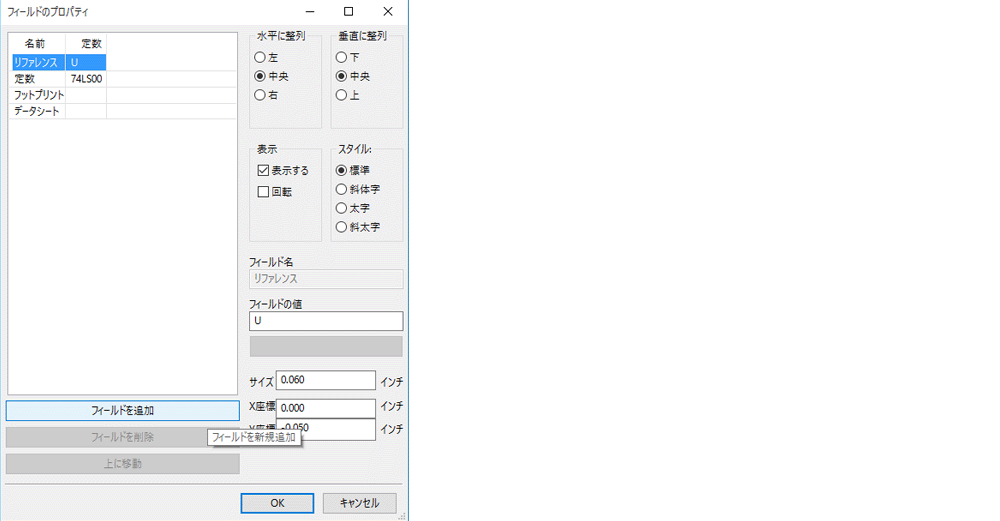 フィールドのプロパティ
名前 定数
リファレンス U
定数 74LS00
フットプリント
データシート
フィールドを追加
フィールドを削除
フィールドを新規追加
上に移動
水平に整列
左
中央
右
垂直に整列
下
中央
上
表示
表示する
回転
スタイル:
標準
斜体字
太字
斜太字
フィールド名
リファレンス
フィールドの値
U
サイズ 0.060 インチ
X座標 0.000 インチ
Y座標 -0.050 インチ
OK キャンセル